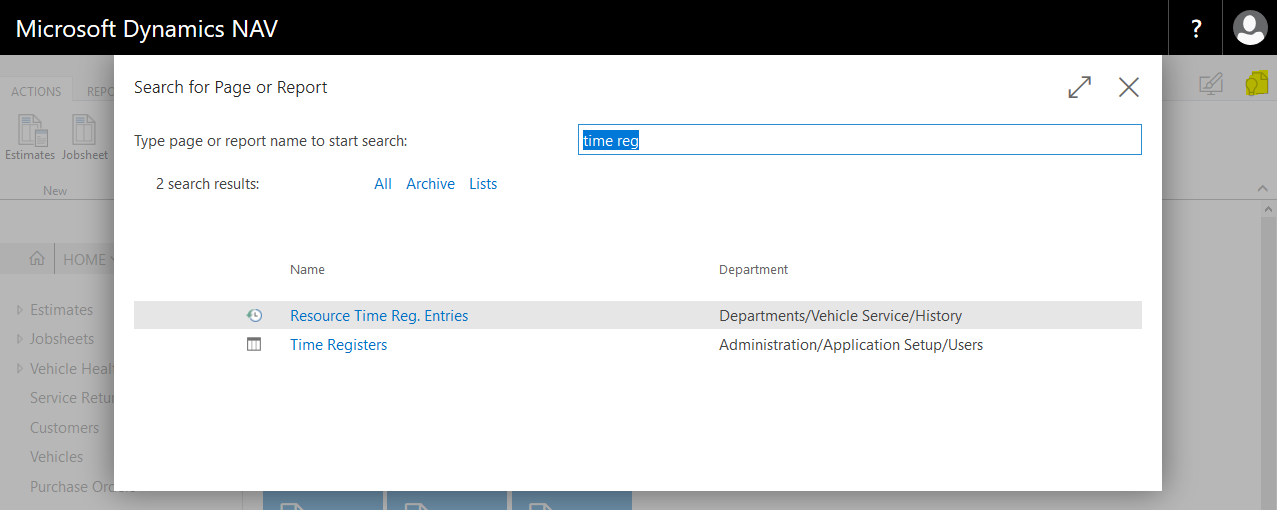 Microsoft Dynamics NAV
?
Search for Page or Report
ACTIONS
REPO
Type page or report name to start search:
time reg
Estimates
Jobsheet
2 search results:
All
Archive
Lists
New
Name
Department
HOME
Resource Time Reg. Entries
Departments/Vehicle Service/History
Time Registers
Administration/Application Setup/Users
Estimates
Jobsheets
Vehicle Heal
Service Retu
Customers
Vehicles
Purchase Ord